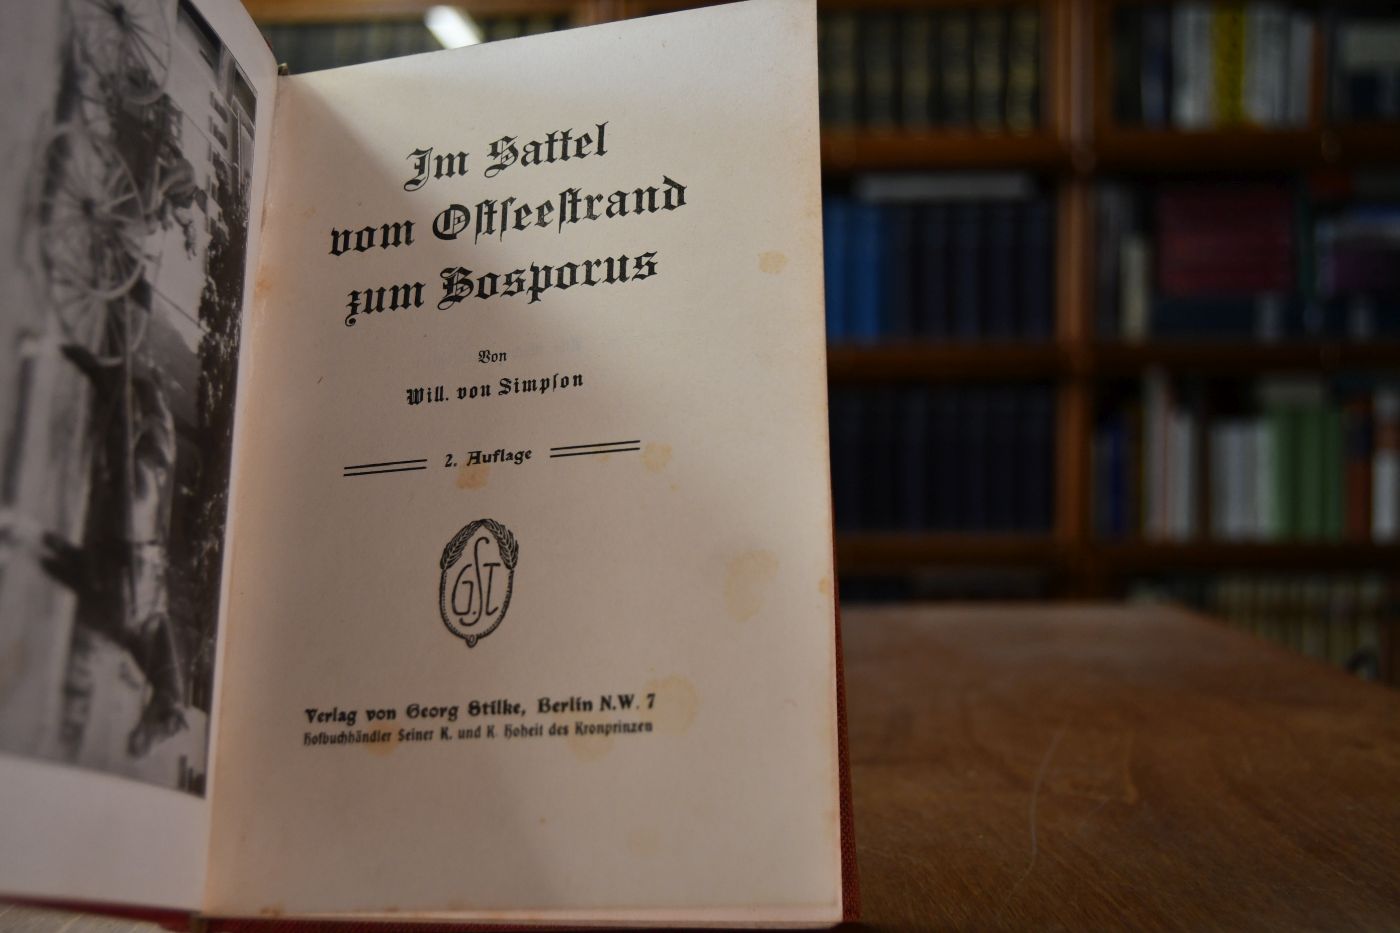 Im Sattel
vom Oſtſeeſtrand
zum Bosporus
Von
Will. von Simpſon
2. Auflage
G.St
Verlag von Georg Stilke, Berlin N.W. 7
Hofbuchhändler Seiner K. und K. Hoheit des Kronprinzen